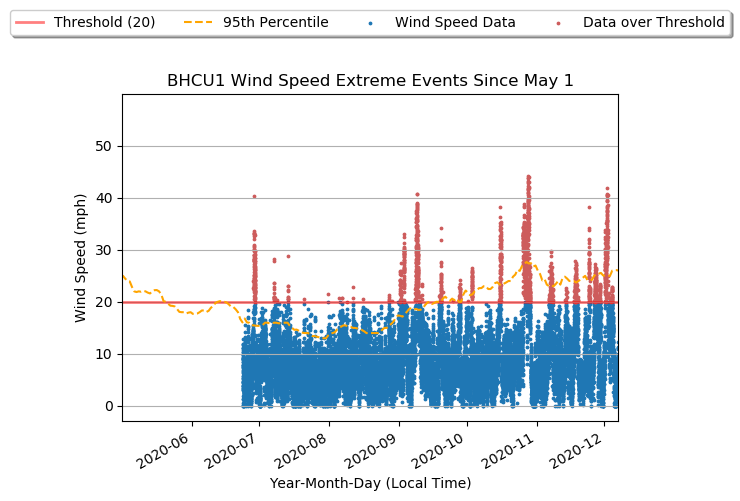 Threshold (20) 95th Percentile Wind Speed Data Data over Threshold
BHCU1 Wind Speed Extreme Events Since May 1
Wind Speed (mph)
50
40
30
20
10
0
2020-06 2020-07 2020-08 2020-09 2020-10 2020-11 2020-12
Year-Month-Day (Local Time)